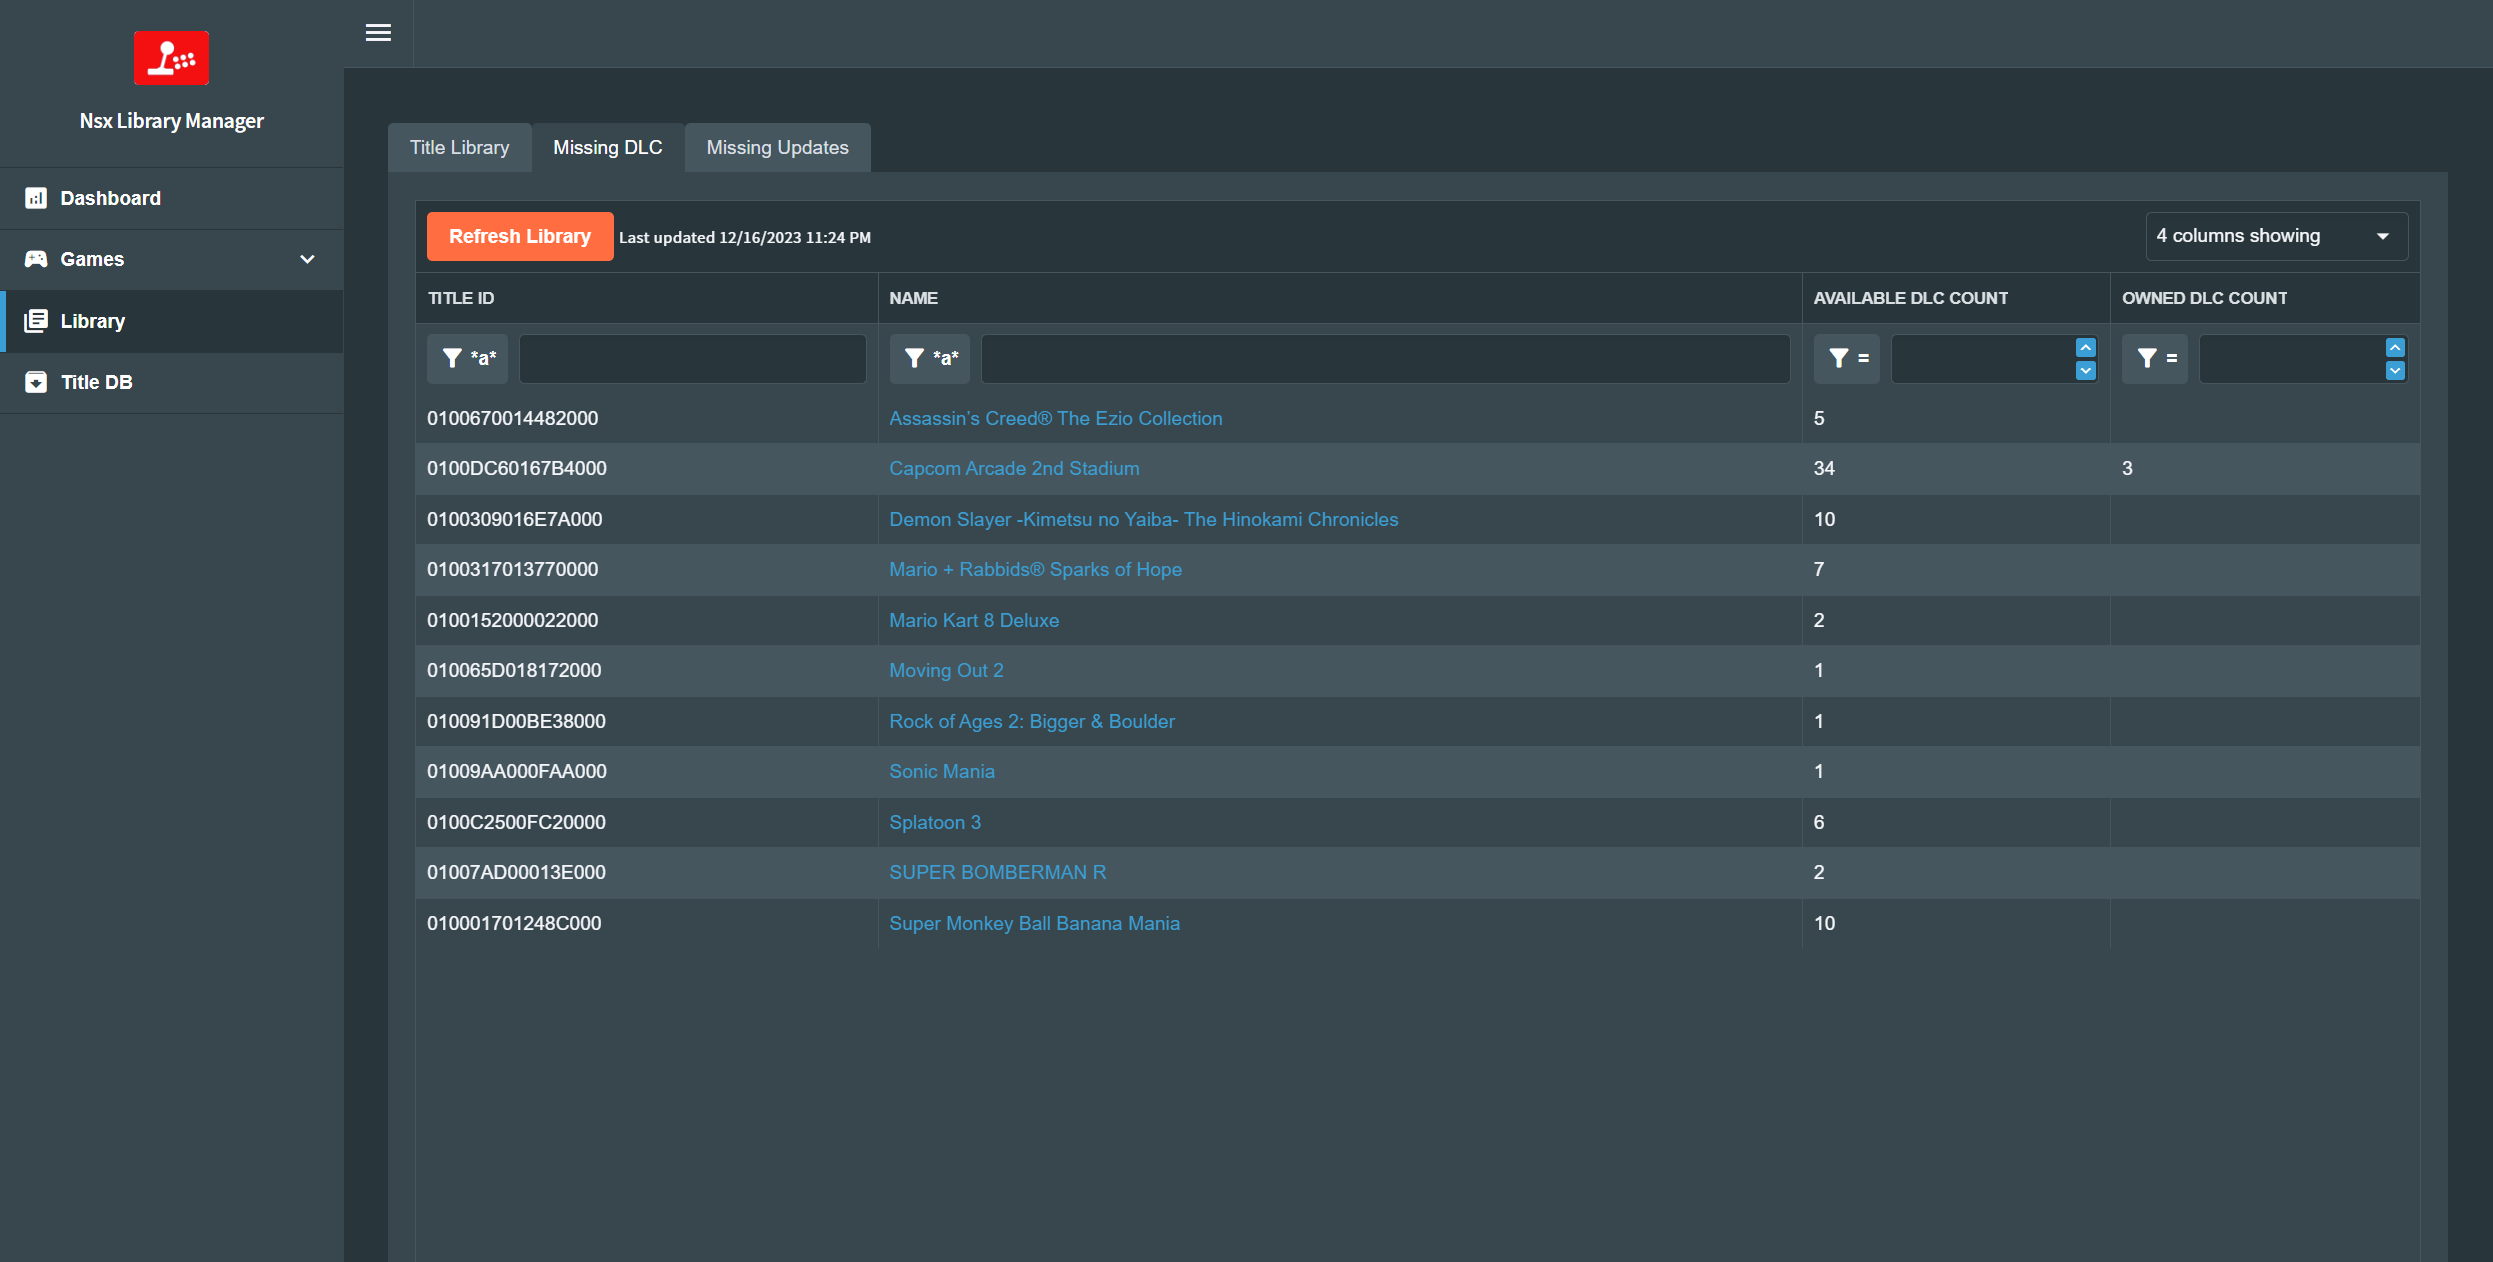 Nsx Library Manager
Dashboard
Games
Library
Title DB
Title Library Missing DLC Missing Updates
Refresh Library Last updated 12/16/2023 11:24 PM 4 columns showing
TITLE ID NAME AVAILABLE DLC COUNT OWNED DLC COUNT
*a* *a* = =
0100670014482000 Assassin’s Creed® The Ezio Collection 5
0100DC60167B4000 Capcom Arcade 2nd Stadium 34 3
0100309016E7A000 Demon Slayer -Kimetsu no Yaiba- The Hinokami Chronicles 10
0100317013770000 Mario + Rabbids® Sparks of Hope 7
0100152000022000 Mario Kart 8 Deluxe 2
010065D018172000 Moving Out 2 1
010091D00BE38000 Rock of Ages 2: Bigger & Boulder 1
01009AA000FAA000 Sonic Mania 1
0100C2500FC20000 Splatoon 3 6
01007AD00013E000 SUPER BOMBERMAN R 2
010001701248C000 Super Monkey Ball Banana Mania 10